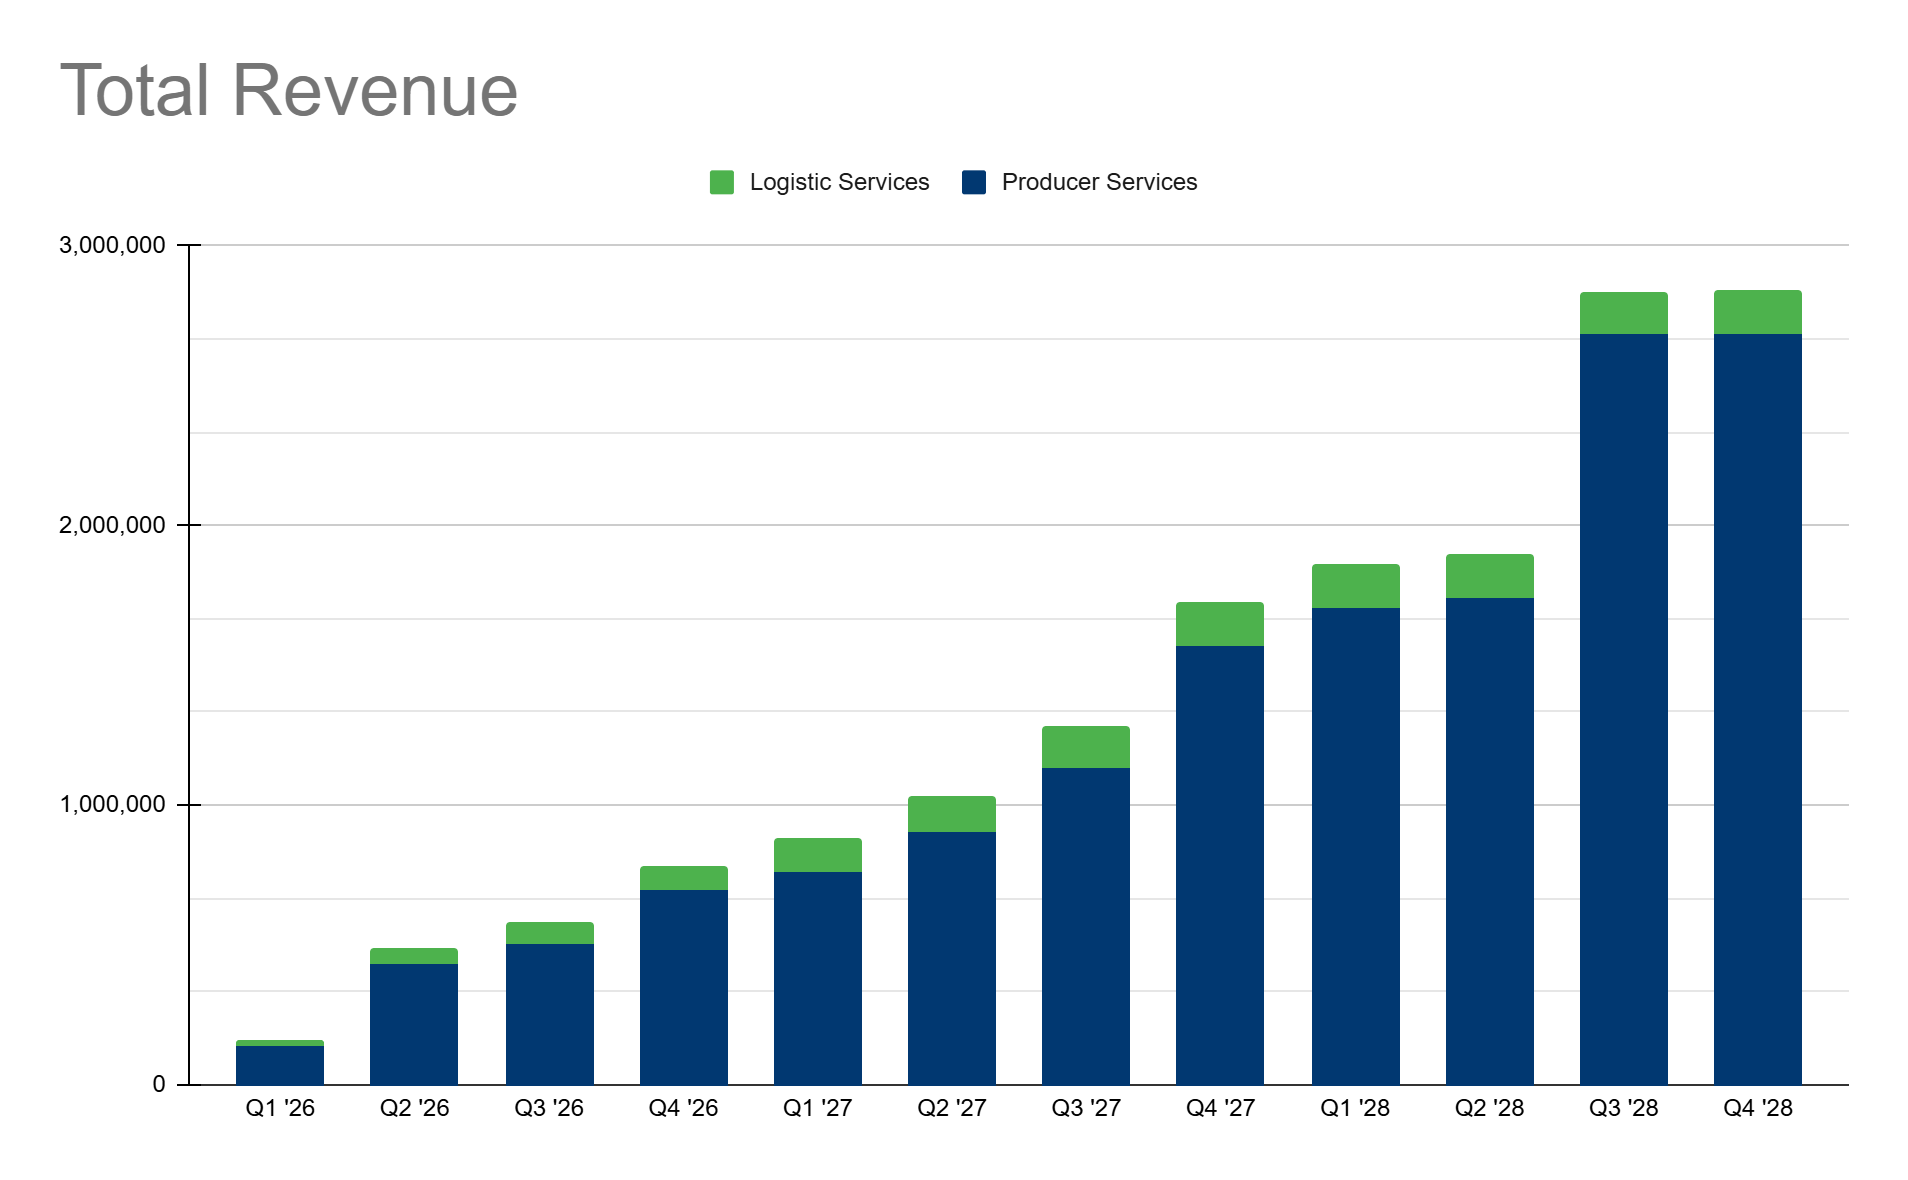 Total Revenue
Logistic Services Producer Services
3,000,000
2,000,000
1,000,000
0
Q1 '26 Q2 '26 Q3 '26 Q4 '26 Q1 '27 Q2 '27 Q3 '27 Q4 '27 Q1 '28 Q2 '28 Q3 '28 Q4 '28